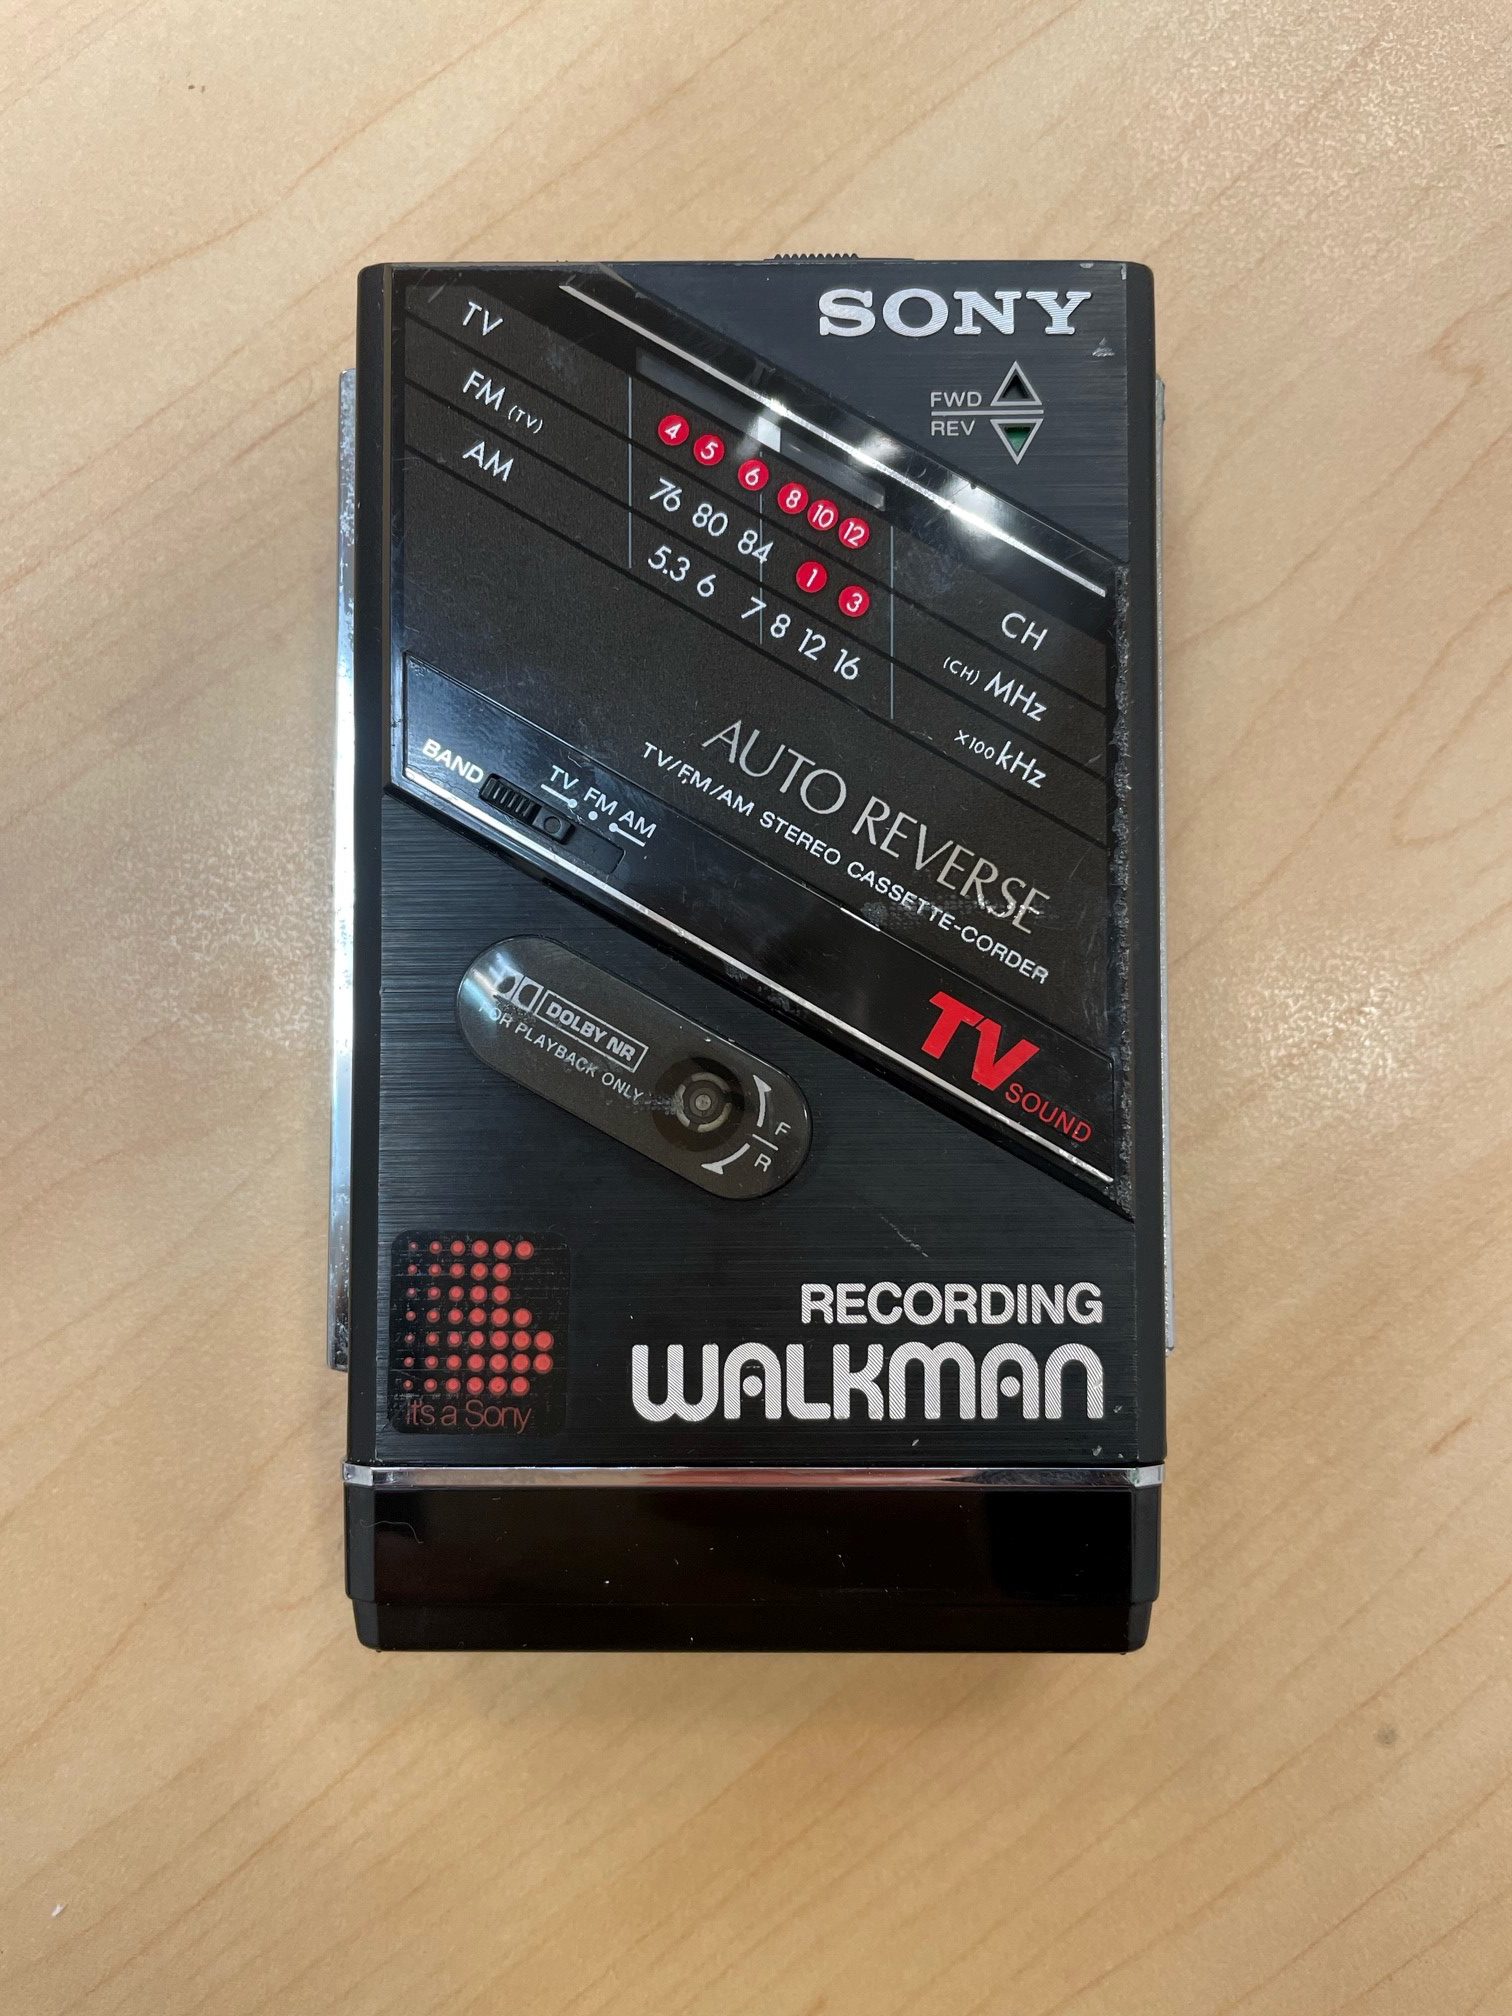 SONY
FWD
REV
TV
4 5 6 8 10 12
CH
FM (TV)
76 80 84 1 3
(CH) MHz
AM
5.3 6 7 8 12 16
X100 kHz
AUTO REVERSE
TV/FM/AM STEREO CASSETTE-CORDER
BAND
TV FM AM
TV SOUND
DOLBY NR
FOR PLAYBACK ONLY
F
R
It's a Sony
RECORDING
WALKMAN